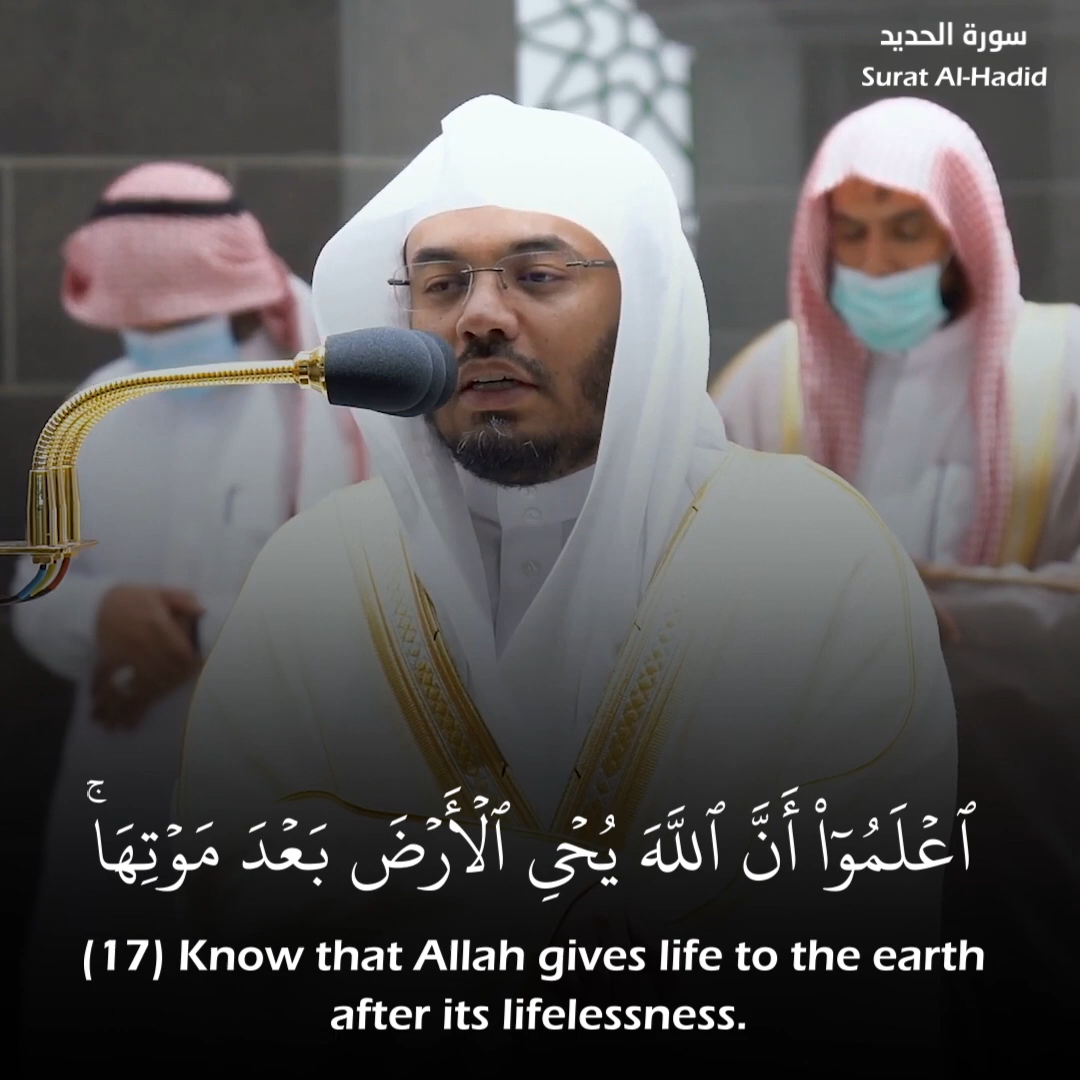 سورة الحديد
Surat Al-Hadid
ٱعْلَمُوٓا۟ أَنَّ ٱللَّهَ يُحْىِ ٱلْأَرْضَ بَعْدَ مَوْتِهَا ۚ
(17) Know that Allah gives life to the earth
after its lifelessness.